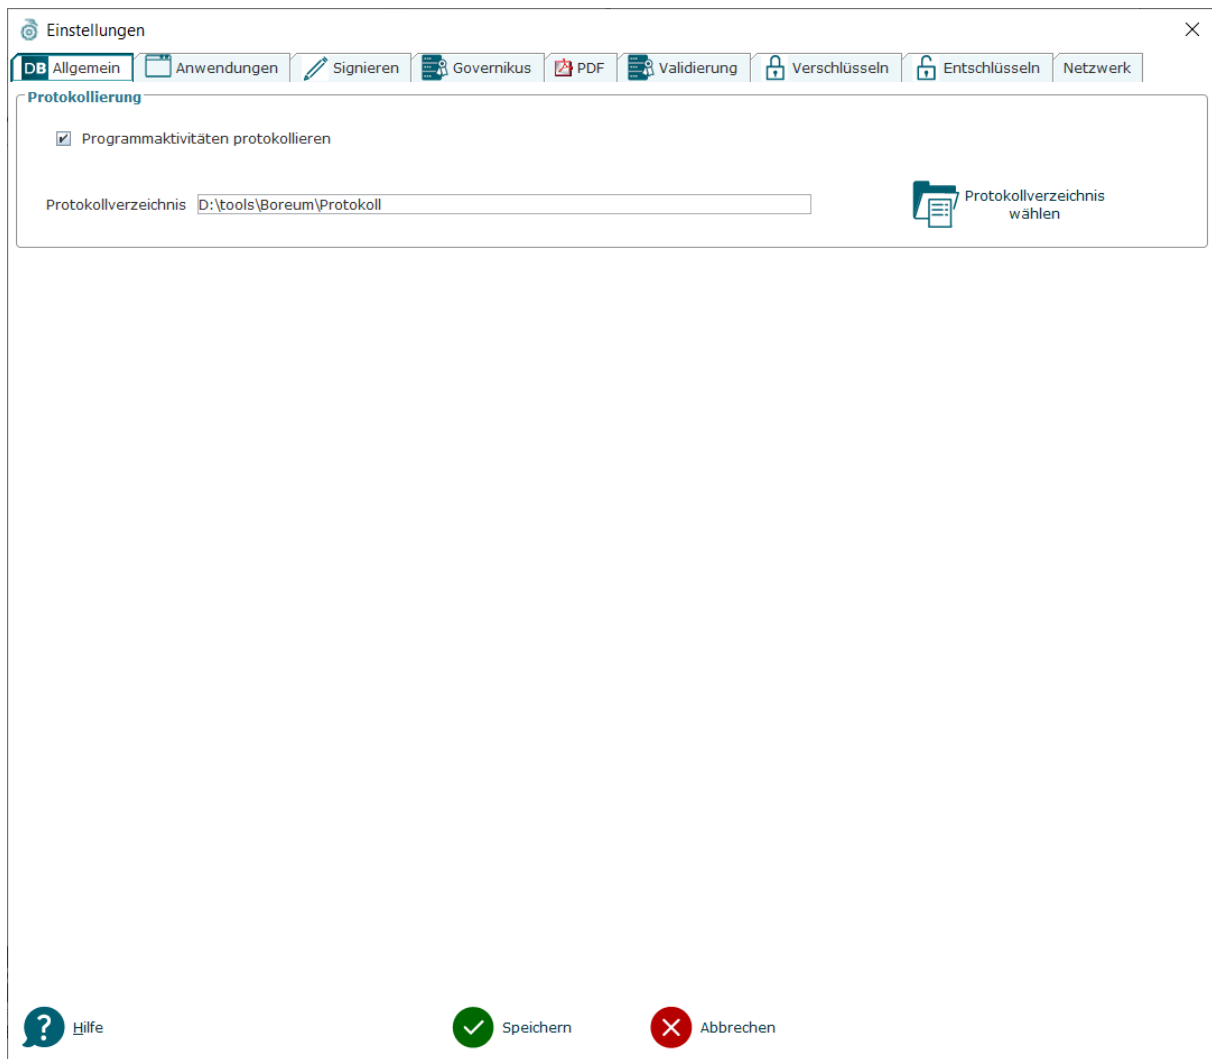 Einstellungen
DB Allgemein Anwendungen Signieren Governikus PDF Validierung Verschlüsseln Entschlüsseln Netzwerk
Protokollierung
Programmaktivitäten protokollieren
Protokollverzeichnis D:\tools\Boreum\Protokoll
Protokollverzeichnis
wählen
Hilfe Speichern Abbrechen